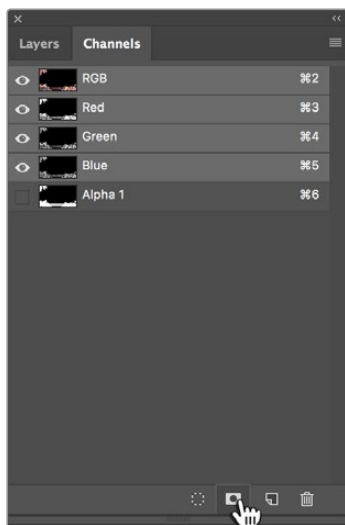 Layers Channels
RGB ⌘2
Red ⌘3
Green ⌘4
Blue ⌘5
Alpha 1 ⌘6